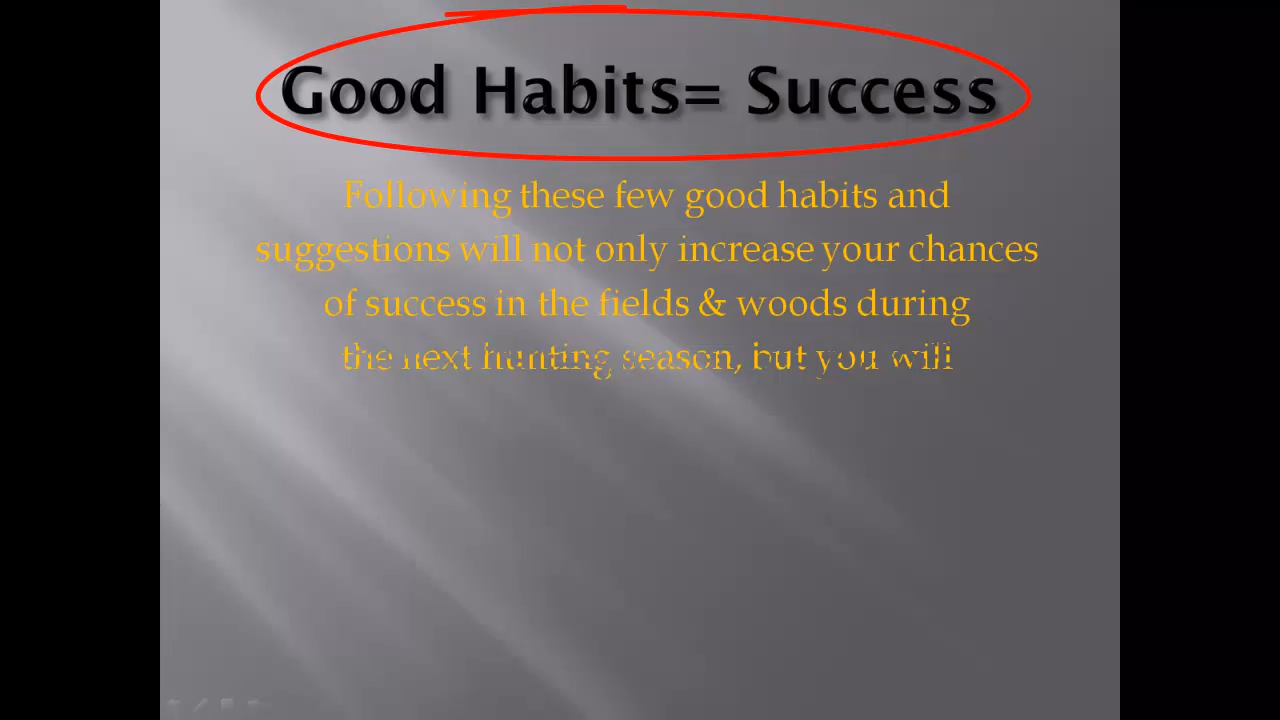 Good Habits= Success
Following these few good habits and
suggestions will not only increase your chances
of success in the fields & woods during
the next hunting season, but you will